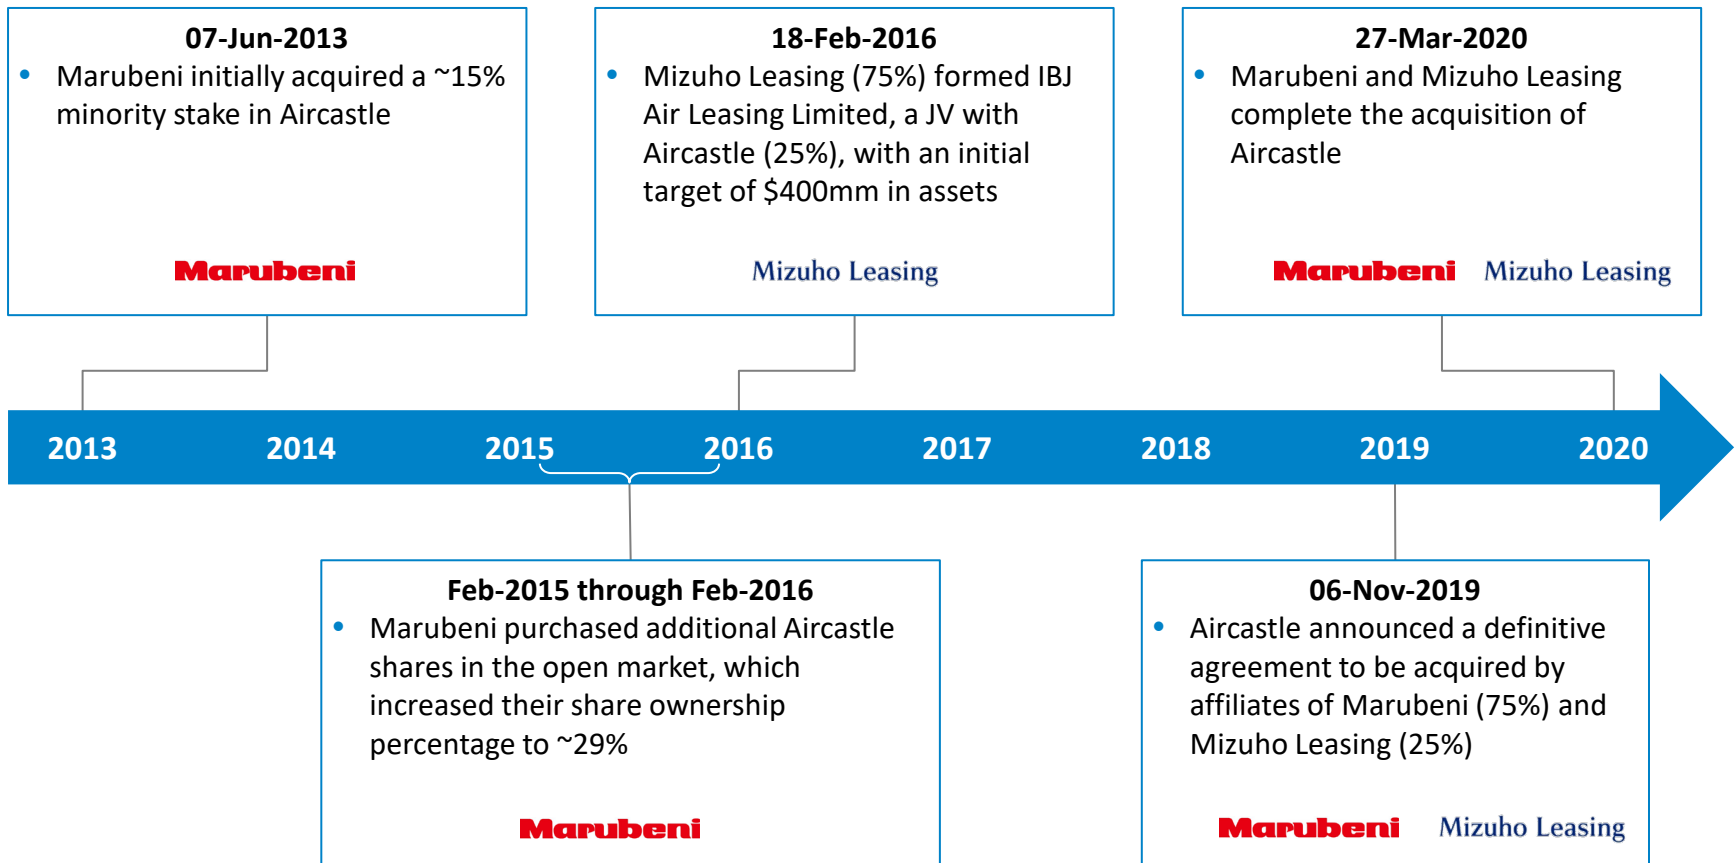 07-Jun-2013
• Marubeni initially acquired a ~15%
minority stake in Aircastle
Marubeni
18-Feb-2016
• Mizuho Leasing (75%) formed IBJ
Air Leasing Limited, a JV with
Aircastle (25%), with an initial
target of $400mm in assets
Mizuho Leasing
27-Mar-2020
• Marubeni and Mizuho Leasing
complete the acquisition of
Aircastle
Marubeni Mizuho Leasing
2013 2014 2015 2016 2017 2018 2019 2020
Feb-2015 through Feb-2016
• Marubeni purchased additional Aircastle
shares in the open market, which
increased their share ownership
percentage to ~29%
Marubeni
06-Nov-2019
• Aircastle announced a definitive
agreement to be acquired by
affiliates of Marubeni (75%) and
Mizuho Leasing (25%)
Marubeni Mizuho Leasing